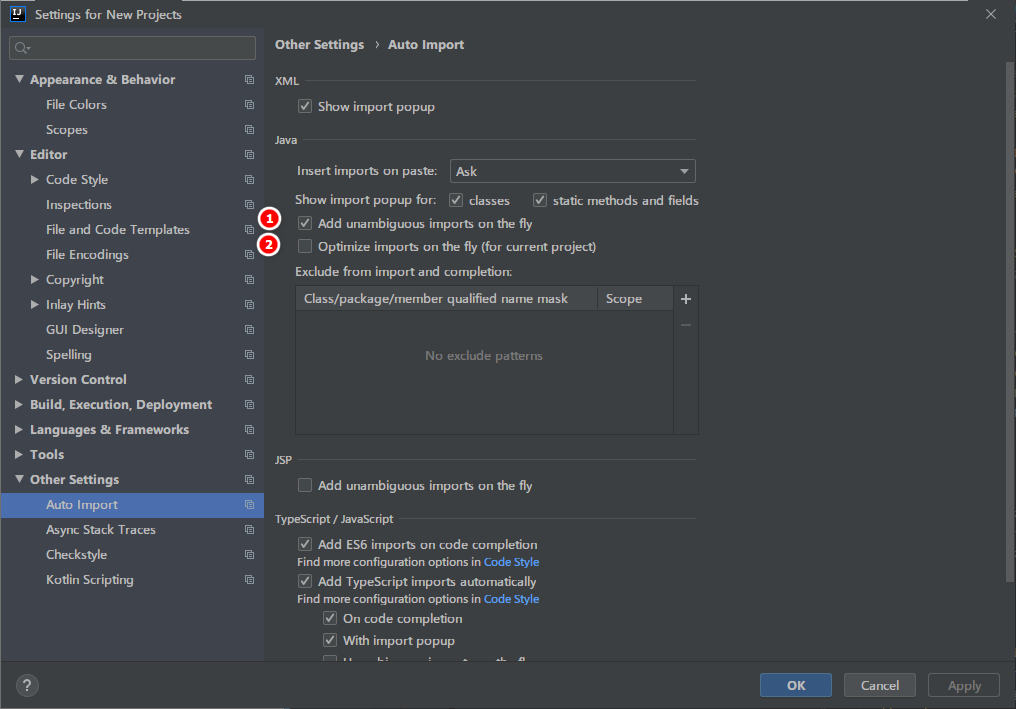 IJ
Settings for New Projects
Appearance & Behavior
File Colors
Scopes
Editor
Code Style
Inspections
File and Code Templates
File Encodings
Copyright
Inlay Hints
GUI Designer
Spelling
Version Control
Build, Execution, Deployment
Languages & Frameworks
Tools
Other Settings
Auto Import
Async Stack Traces
Checkstyle
Kotlin Scripting
Other Settings › Auto Import
XML
Show import popup
Java
Insert imports on paste: Ask
Show import popup for: classes static methods and fields
1 Add unambiguous imports on the fly
2 Optimize imports on the fly (for current project)
Exclude from import and completion:
Class/package/member qualified name mask Scope
No exclude patterns
JSP
Add unambiguous imports on the fly
TypeScript / JavaScript
Add ES6 imports on code completion
Find more configuration options in Code Style
Add TypeScript imports automatically
Find more configuration options in Code Style
On code completion
With import popup
? OK Cancel Apply